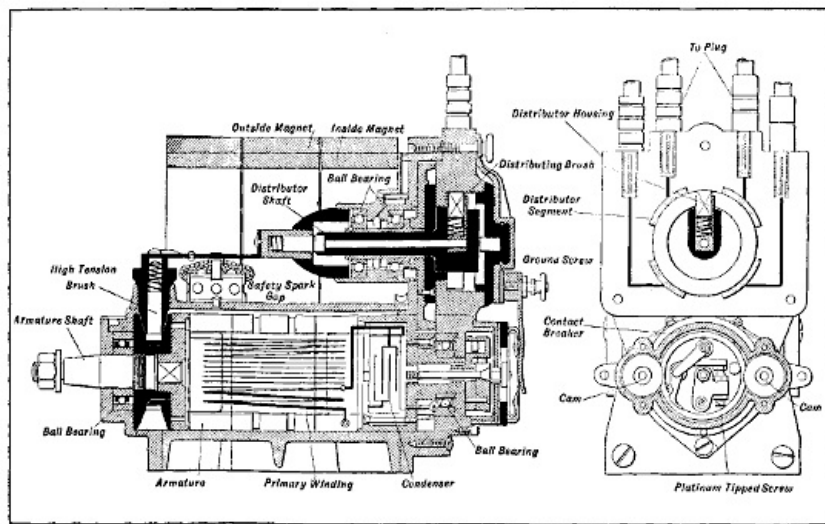 To Plug
Distributor Housing
Outside Magnet
Inside Magnet
Distributing Brush
Ball Bearing
Distributor
Shaft
Distributor
Segment
High Tension
Brush
Safety Spark
Gap
Ground Screw
Armature Shaft
Contact
Breaker
Cam
Cam
Ball Bearing
Ball Bearing
Armature
Primary Winding
Condenser
Platinum Tipped Screw